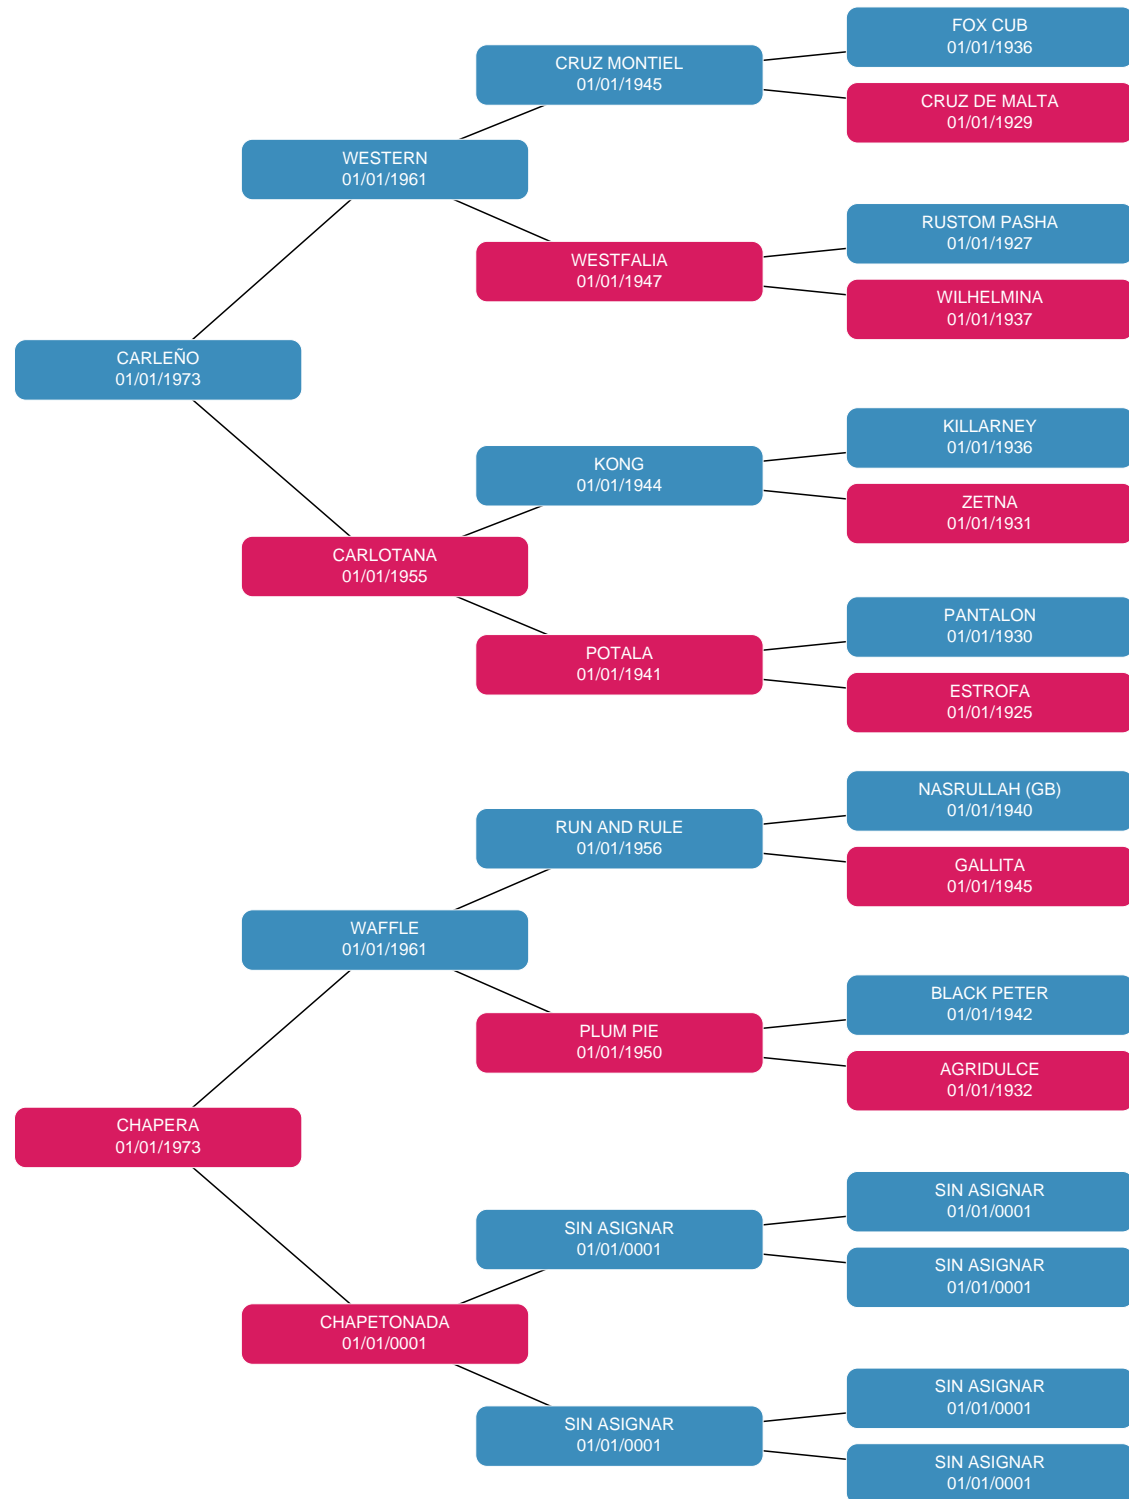 FOX CUB
01/01/1936
CRUZ MONTIEL
01/01/1945
CRUZ DE MALTA
01/01/1929
WESTERN
01/01/1961
RUSTOM PASHA
01/01/1927
WESTFALIA
01/01/1947
WILHELMINA
01/01/1937
CARLEÑO
01/01/1973
KILLARNEY
01/01/1936
KONG
01/01/1944
ZETNA
01/01/1931
CARLOTANA
01/01/1955
PANTALON
01/01/1930
POTALA
01/01/1941
ESTROFA
01/01/1925
NASRULLAH (GB)
01/01/1940
RUN AND RULE
01/01/1956
GALLITA
01/01/1945
WAFFLE
01/01/1961
BLACK PETER
01/01/1942
PLUM PIE
01/01/1950
AGRIDULCE
01/01/1932
CHAPERA
01/01/1973
SIN ASIGNAR
01/01/0001
SIN ASIGNAR
01/01/0001
SIN ASIGNAR
01/01/0001
CHAPETONADA
01/01/0001
SIN ASIGNAR
01/01/0001
SIN ASIGNAR
01/01/0001
SIN ASIGNAR
01/01/0001